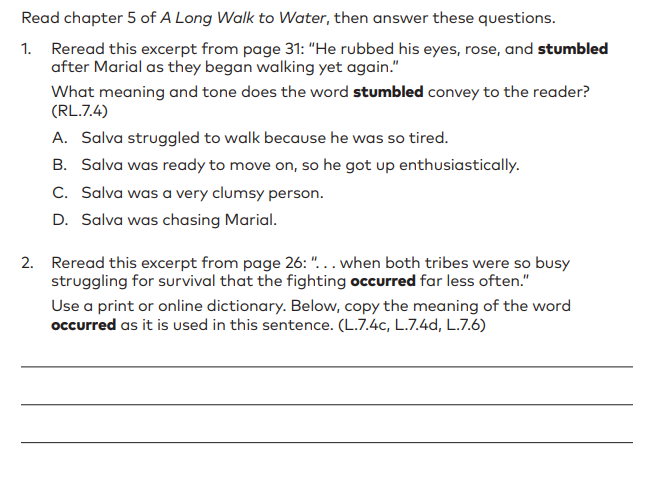 Read chapter 5 of A Long Walk to Water, then answer these questions.
1. Reread this excerpt from page 31: “He rubbed his eyes, rose, and stumbled
after Marial as they began walking yet again.”
What meaning and tone does the word stumbled convey to the reader?
(RL.7.4)
A. Salva struggled to walk because he was so tired.
B. Salva was ready to move on, so he got up enthusiastically.
C. Salva was a very clumsy person.
D. Salva was chasing Marial.
2. Reread this excerpt from page 26: “. . . when both tribes were so busy
struggling for survival that the fighting occurred far less often.”
Use a print or online dictionary. Below, copy the meaning of the word
occurred as it is used in this sentence. (L.7.4c, L.7.4d, L.7.6)